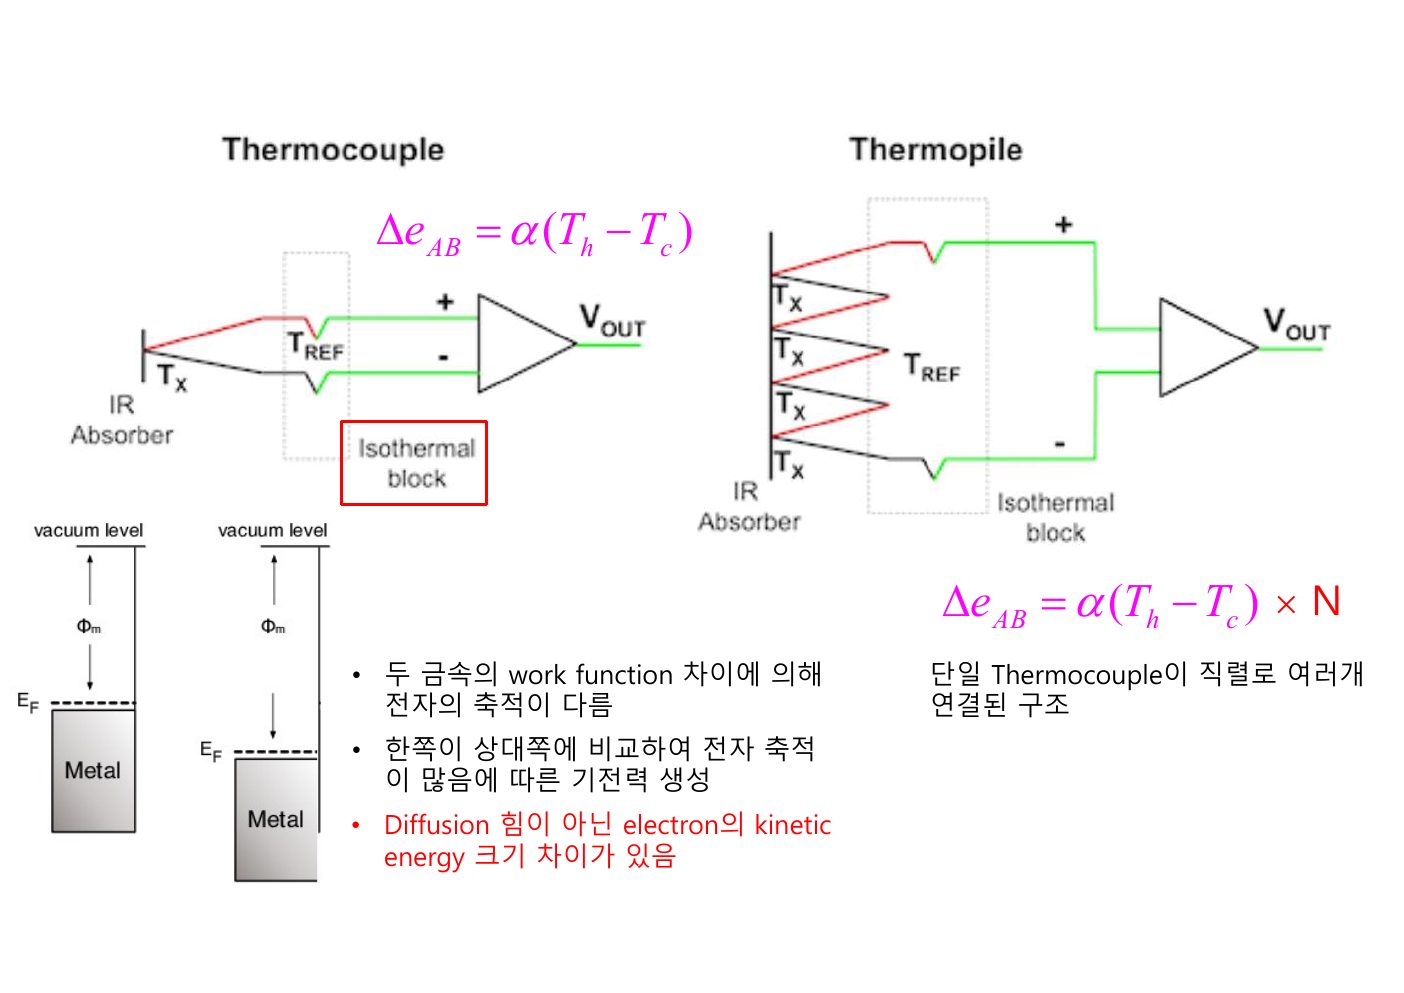 Thermocouple
Δe_AB = α(T_h − T_c)
+
-
T_REF
T_X
V_OUT
IR
Absorber
Isothermal
block
Thermopile
+
-
T_X
T_X
T_X
T_X
T_REF
V_OUT
IR
Absorber
Isothermal
block
Δe_AB = α(T_h − T_c) × N
단일 Thermocouple이 직렬로 여러개
연결된 구조
vacuum level
Φm
E_F
Metal
vacuum level
Φm
E_F
Metal
• 두 금속의 work function 차이에 의해
전자의 축적이 다름
• 한쪽이 상대쪽에 비교하여 전자 축적
이 많음에 따른 기전력 생성
• Diffusion 힘이 아닌 electron의 kinetic
energy 크기 차이가 있음